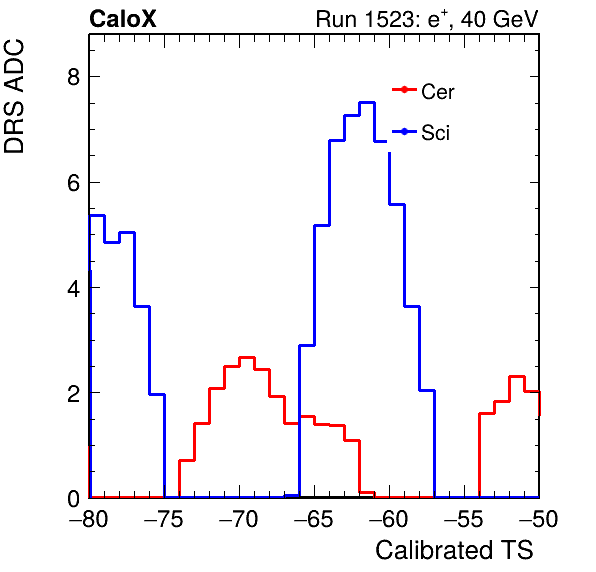 CaloX Run 1523: e⁺, 40 GeV
DRS ADC
8
6
4
2
0
Cer
Sci
−80 −75 −70 −65 −60 −55 −50
Calibrated TS